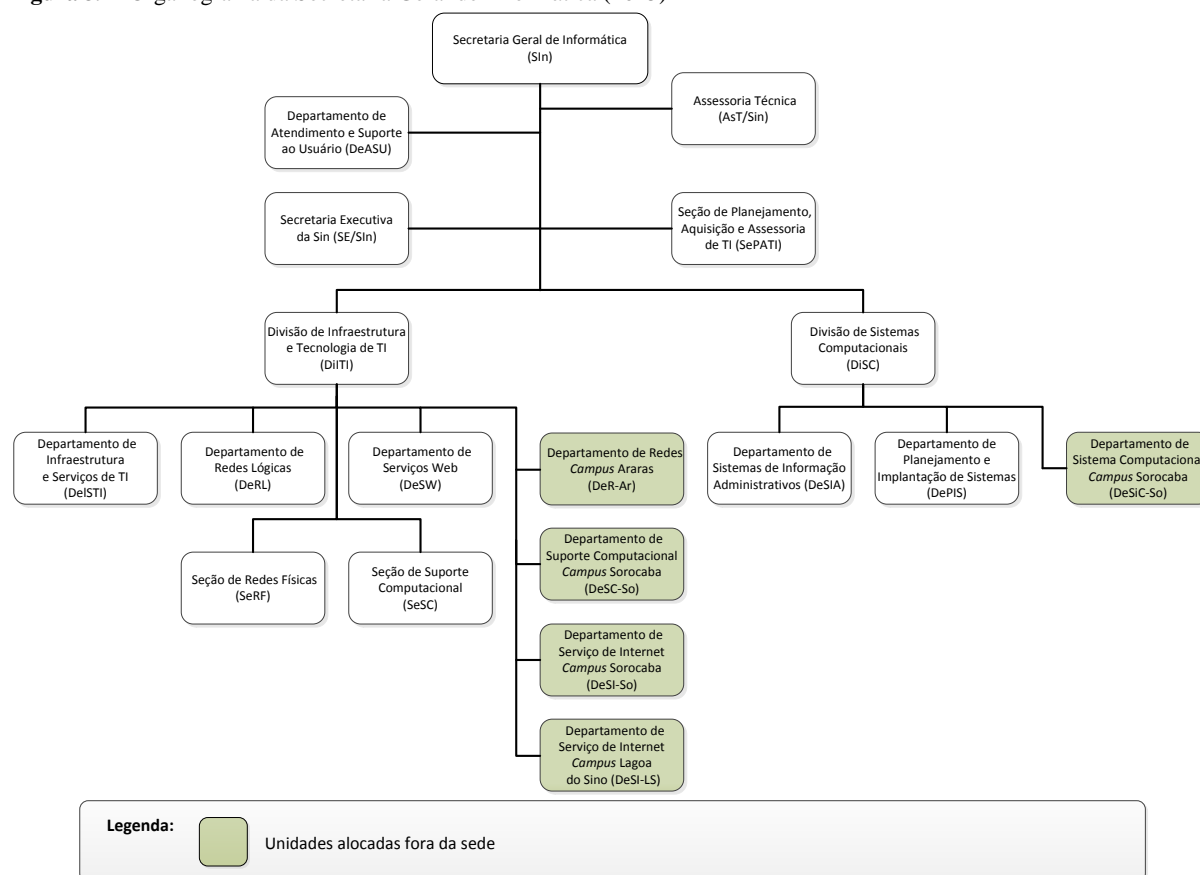 Secretaria Geral de Informática
(SIn)
Assessoria Técnica
(AsT/Sin)
Departamento de
Atendimento e Suporte
ao Usuário (DeASU)
Secretaria Executiva
da Sin (SE/SIn)
Seção de Planejamento,
Aquisição e Assessoria
de TI (SePATI)
Divisão de Infraestrutura
e Tecnologia de TI
(DiITI)
Divisão de Sistemas
Computacionais
(DiSC)
Departamento de
Infraestrutura
e Serviços de TI
(DeISTI)
Departamento de
Redes Lógicas
(DeRL)
Departamento de
Serviços Web
(DeSW)
Departamento de Redes
Campus Araras
(DeR-Ar)
Departamento de
Sistemas de Informação
Administrativos (DeSIA)
Departamento de
Planejamento e
Implantação de Sistemas
(DePIS)
Departamento de
Sistema Computaciona
Campus Sorocaba
(DeSiC-So)
Seção de Redes Físicas
(SeRF)
Seção de Suporte
Computacional
(SeSC)
Departamento de
Suporte Computacional
Campus Sorocaba
(DeSC-So)
Departamento de
Serviço de Internet
Campus Sorocaba
(DeSI-So)
Departamento de
Serviço de Internet
Campus Lagoa
do Sino (DeSI-LS)
Legenda:
Unidades alocadas fora da sede